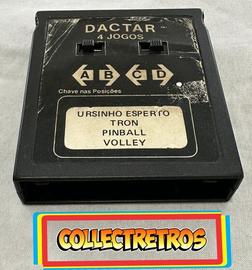 DACTAR
4 JOGOS
A B C D
Chave nas Posições
URSINHO ESPERTO
TRON
PINBALL
VOLLEY
COLLECTRETROS